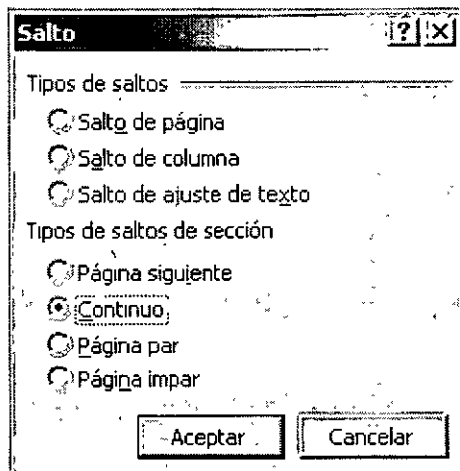 Salto ? X
Tipos de saltos
Salto de página
Salto de columna
Salto de ajuste de texto
Tipos de saltos de sección
Página siguiente
Continuo
Página par
Página impar
Aceptar Cancelar